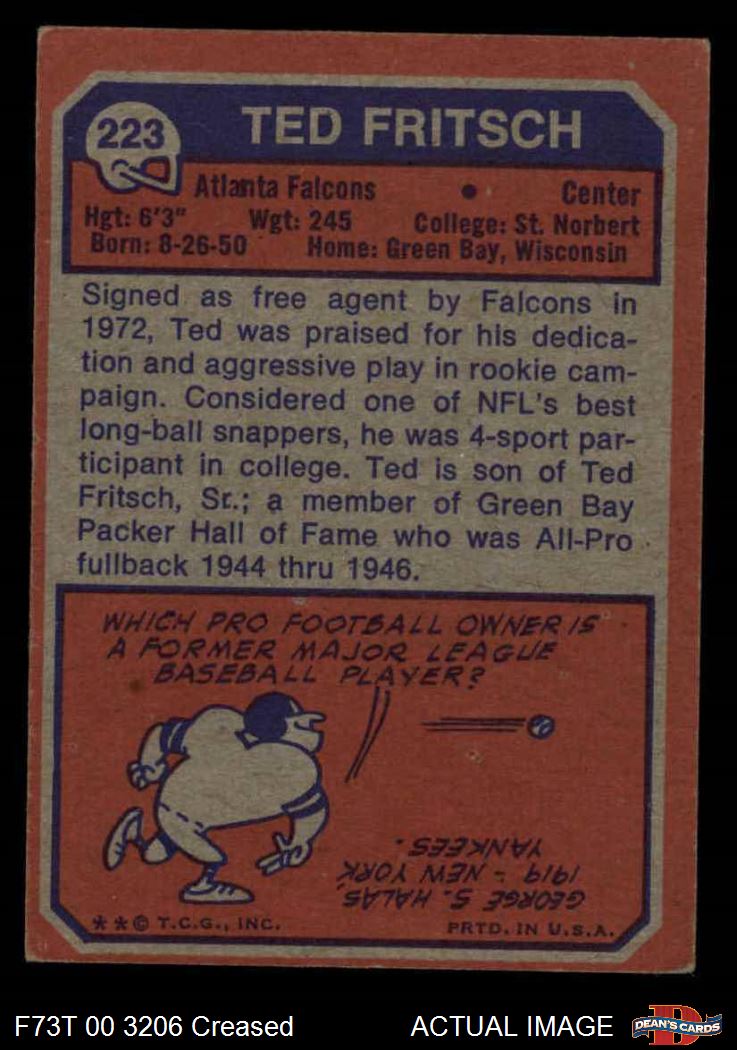 223
TED FRITSCH
Atlanta Falcons • Center
Hgt: 6'3" Wgt: 245 College: St. Norbert
Born: 8-26-50 Home: Green Bay, Wisconsin
Signed as free agent by Falcons in
1972, Ted was praised for his dedica-
tion and aggressive play in rookie cam-
paign. Considered one of NFL's best
long-ball snappers, he was 4-sport par-
ticipant in college. Ted is son of Ted
Fritsch, Sr.; a member of Green Bay
Packer Hall of Fame who was All-Pro
fullback 1944 thru 1946.
WHICH PRO FOOTBALL OWNER IS
A FORMER MAJOR LEAGUE
BASEBALL PLAYER?
GEORGE S. HALAS,
1919 - NEW YORK
YANKEES.
**© T.C.G., INC. PRTD. IN U.S.A.
F73T 00 3206 Creased ACTUAL IMAGE
D
DEAN'S CARDS